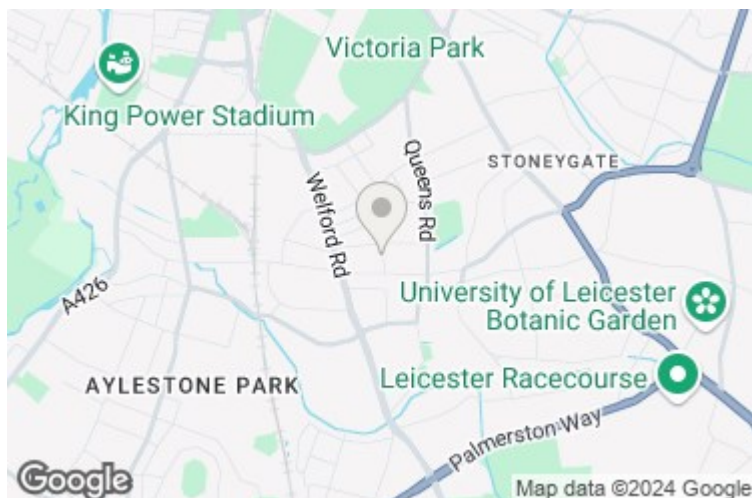 Victoria Park
King Power Stadium
Queens Rd
STONEYGATE
Welford Rd
A426
University of Leicester
Botanic Garden
Leicester Racecourse
AYLESTONE PARK
Palmerston Way
Google
Map data ©2024 Google